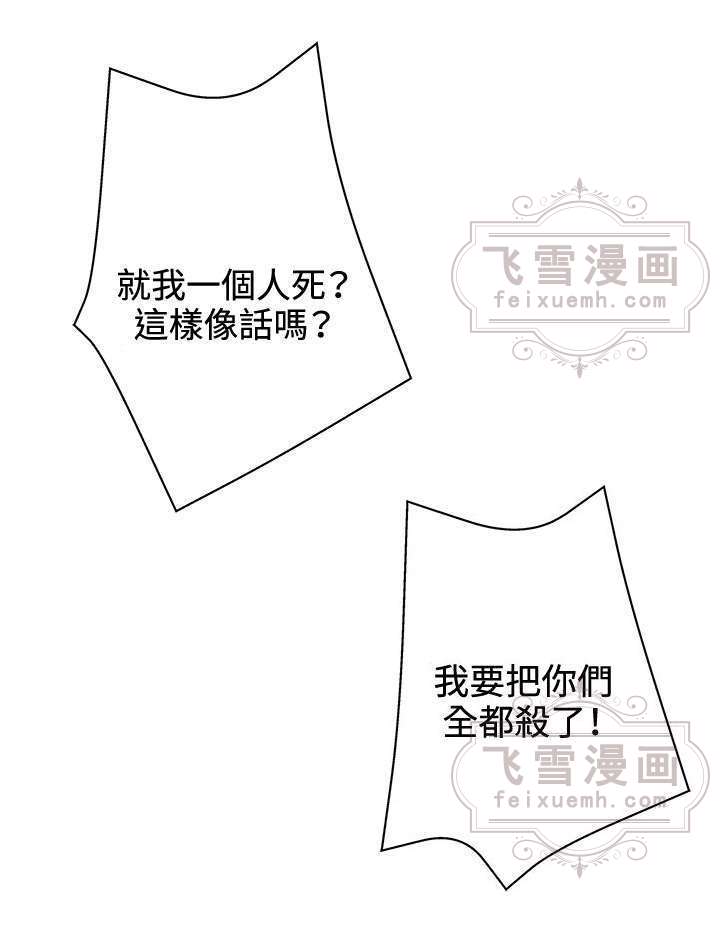 就我一個人死？
這樣像話嗎？
飞雪漫画
feixuemh.com
我要把你們
全都殺了！
飞雪漫画
feixuemh.com